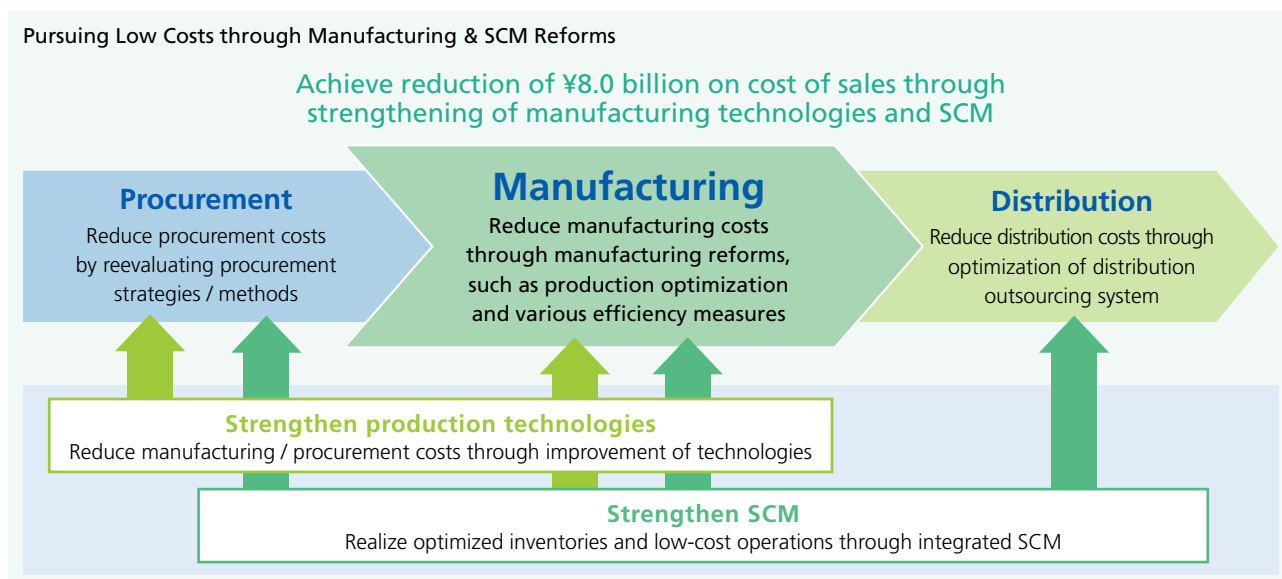 Pursuing Low Costs through Manufacturing & SCM Reforms
Achieve reduction of ¥8.0 billion on cost of sales through
strengthening of manufacturing technologies and SCM
Procurement
Reduce procurement costs
by reevaluating procurement
strategies / methods
Manufacturing
Reduce manufacturing costs
through manufacturing reforms,
such as production optimization
and various efficiency measures
Distribution
Reduce distribution costs through
optimization of distribution
outsourcing system
Strengthen production technologies
Reduce manufacturing / procurement costs through improvement of technologies
Strengthen SCM
Realize optimized inventories and low-cost operations through integrated SCM